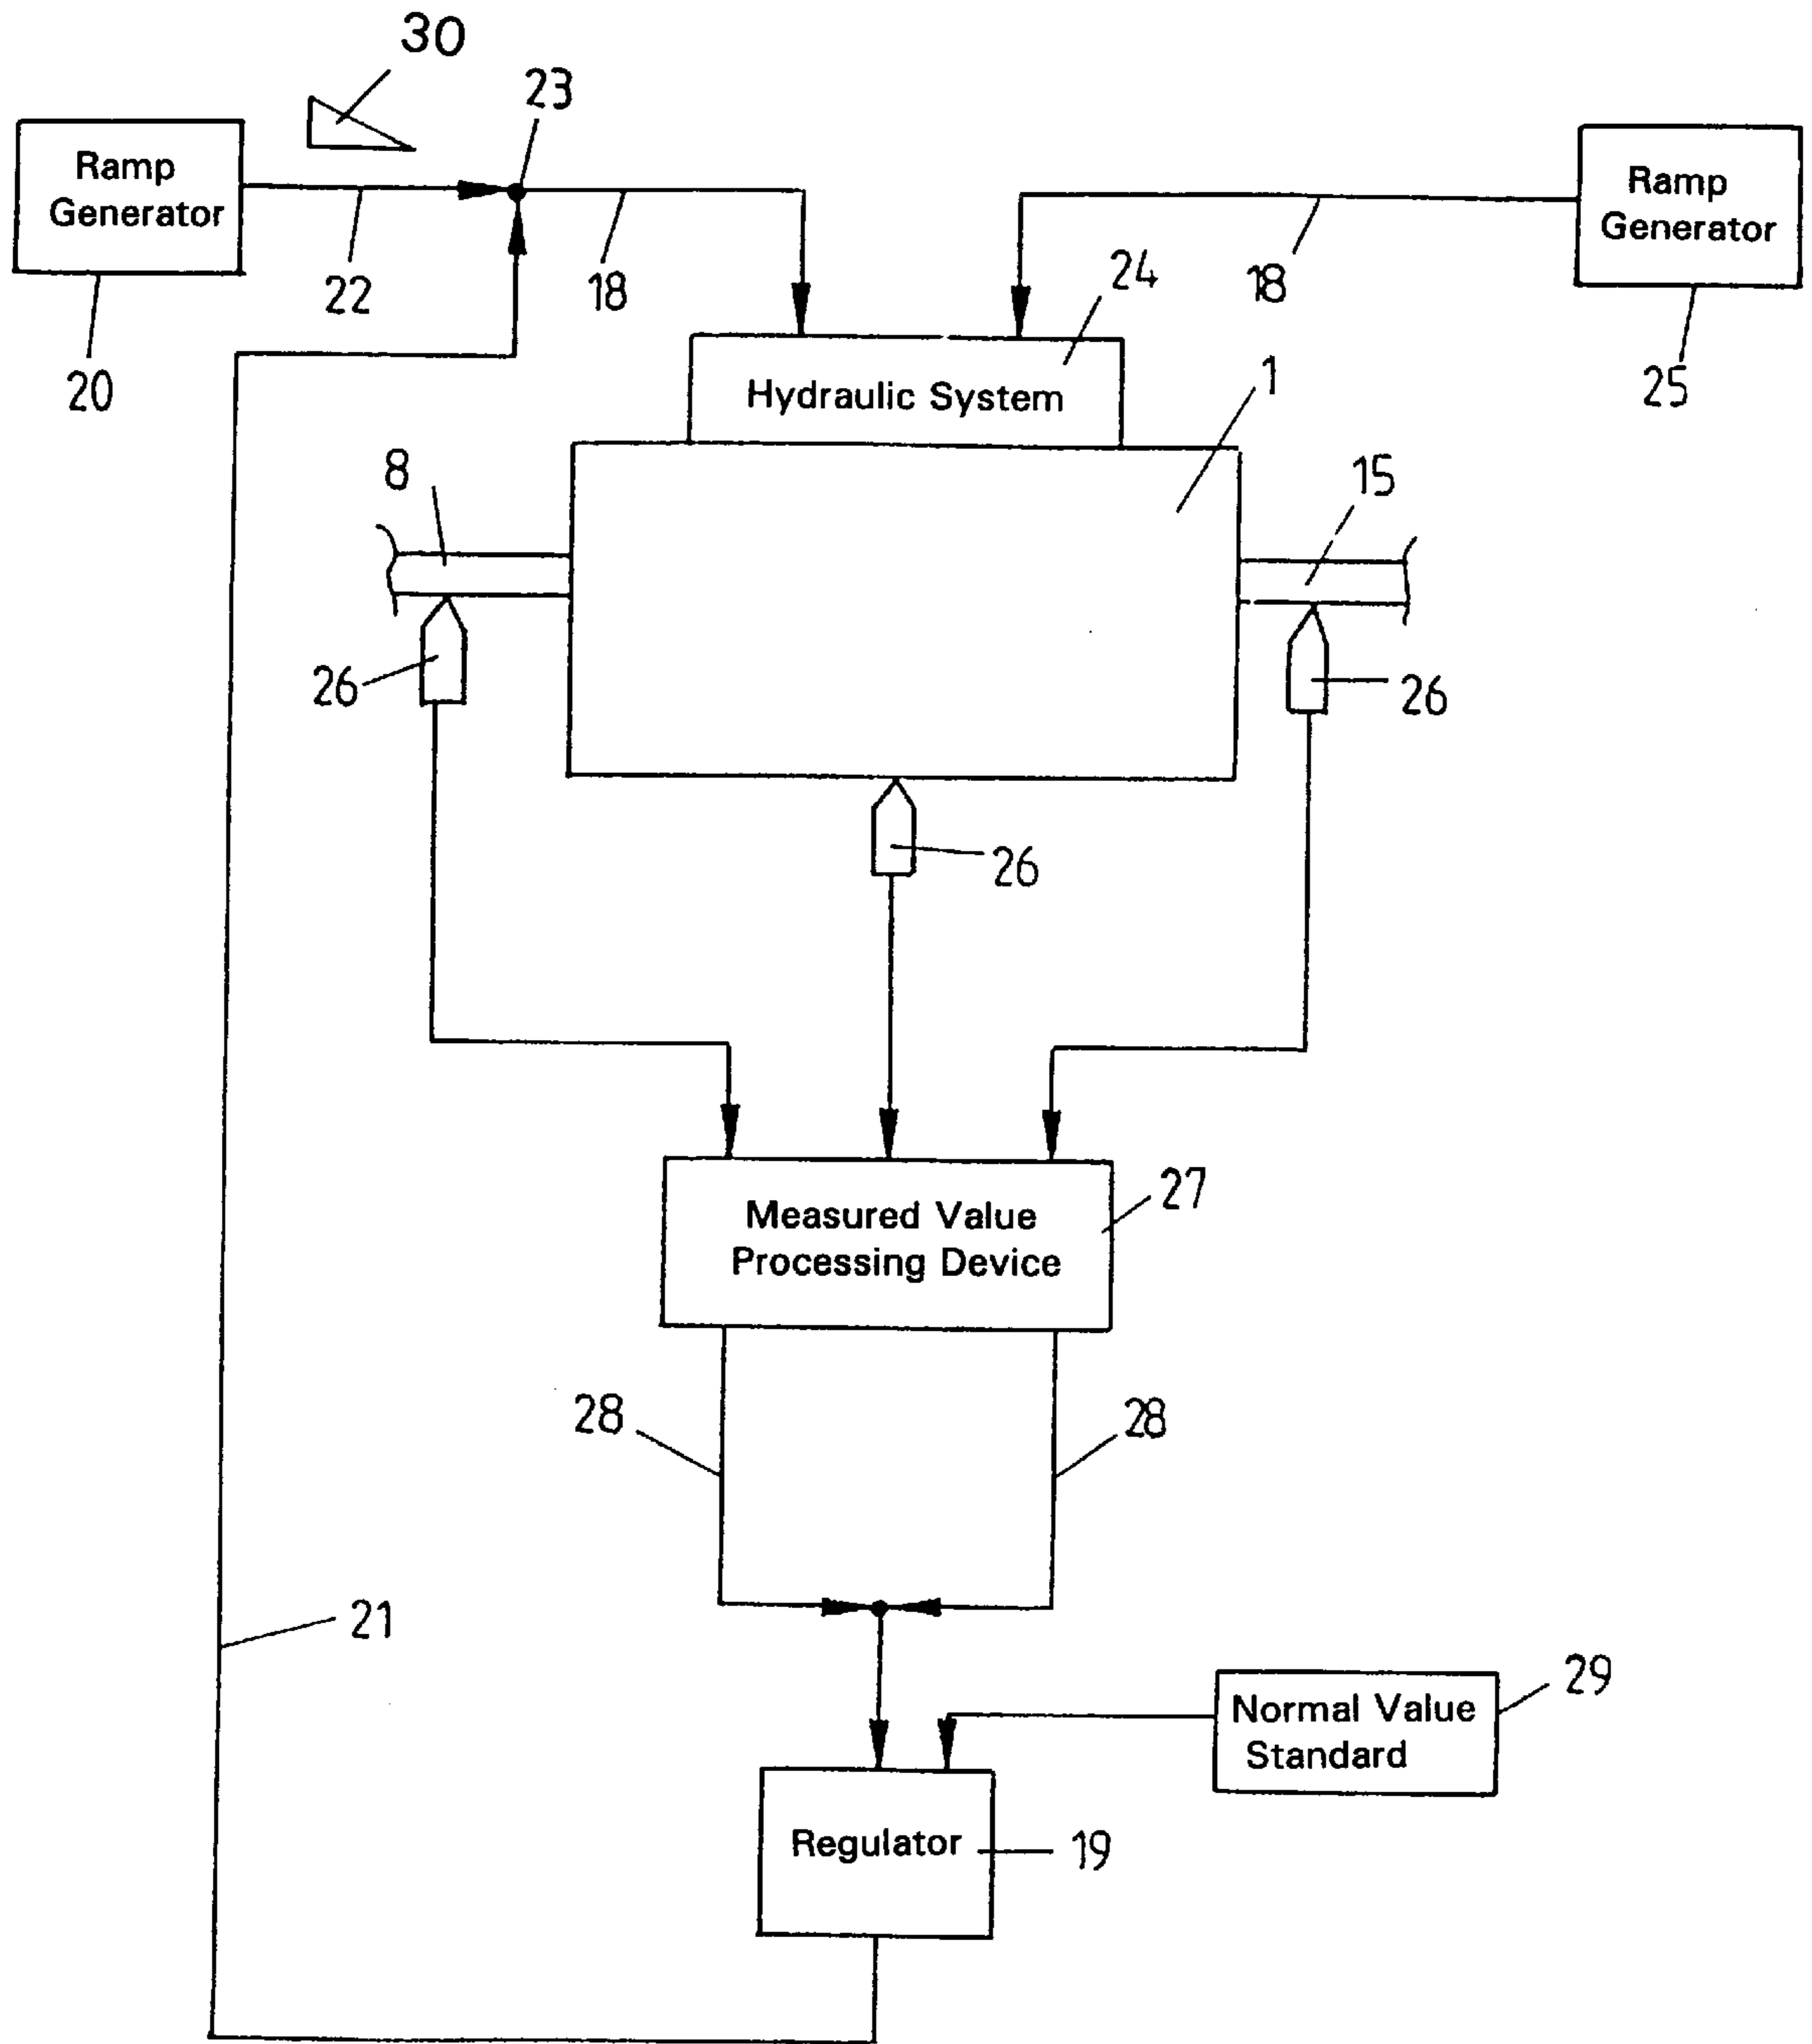 30
23
Ramp
Generator
Ramp
Generator
22
18
24
18
20
25
Hydraulic System
1
8
15
26
26
26
Measured Value
Processing Device
27
28
28
21
29
Normal Value
Standard
Regulator
19